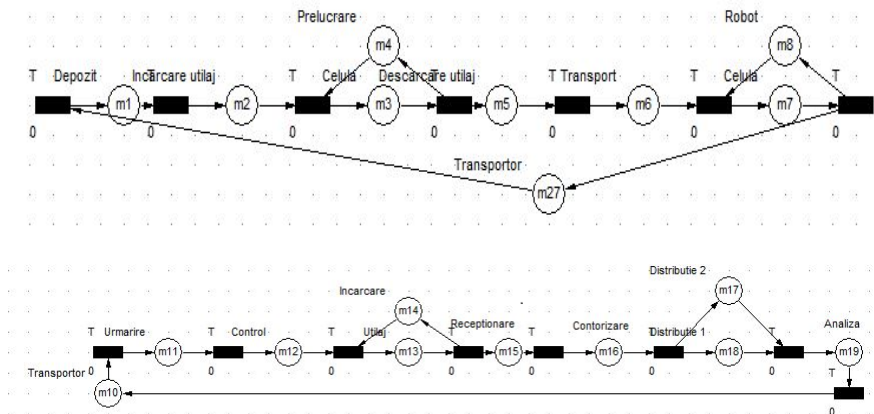 Prelucrare Robot
m4 m8
T Depozit Incarcare utilaj T Celula Descarcare utilaj T Transport T Celula T
m1 m2 m3 m5 m6 m7
0 0 0 0 0 0 0
Transportor
m27
Distributie 2
Incarcare m17
m14
T Urmarire T Control T Utilaj Receptionare T Contorizare Distributie 1 T Analiza
m11 m12 m13 m15 m16 m18 m19
0 0 0 0 0 0 0 T
Transportor
m10
0